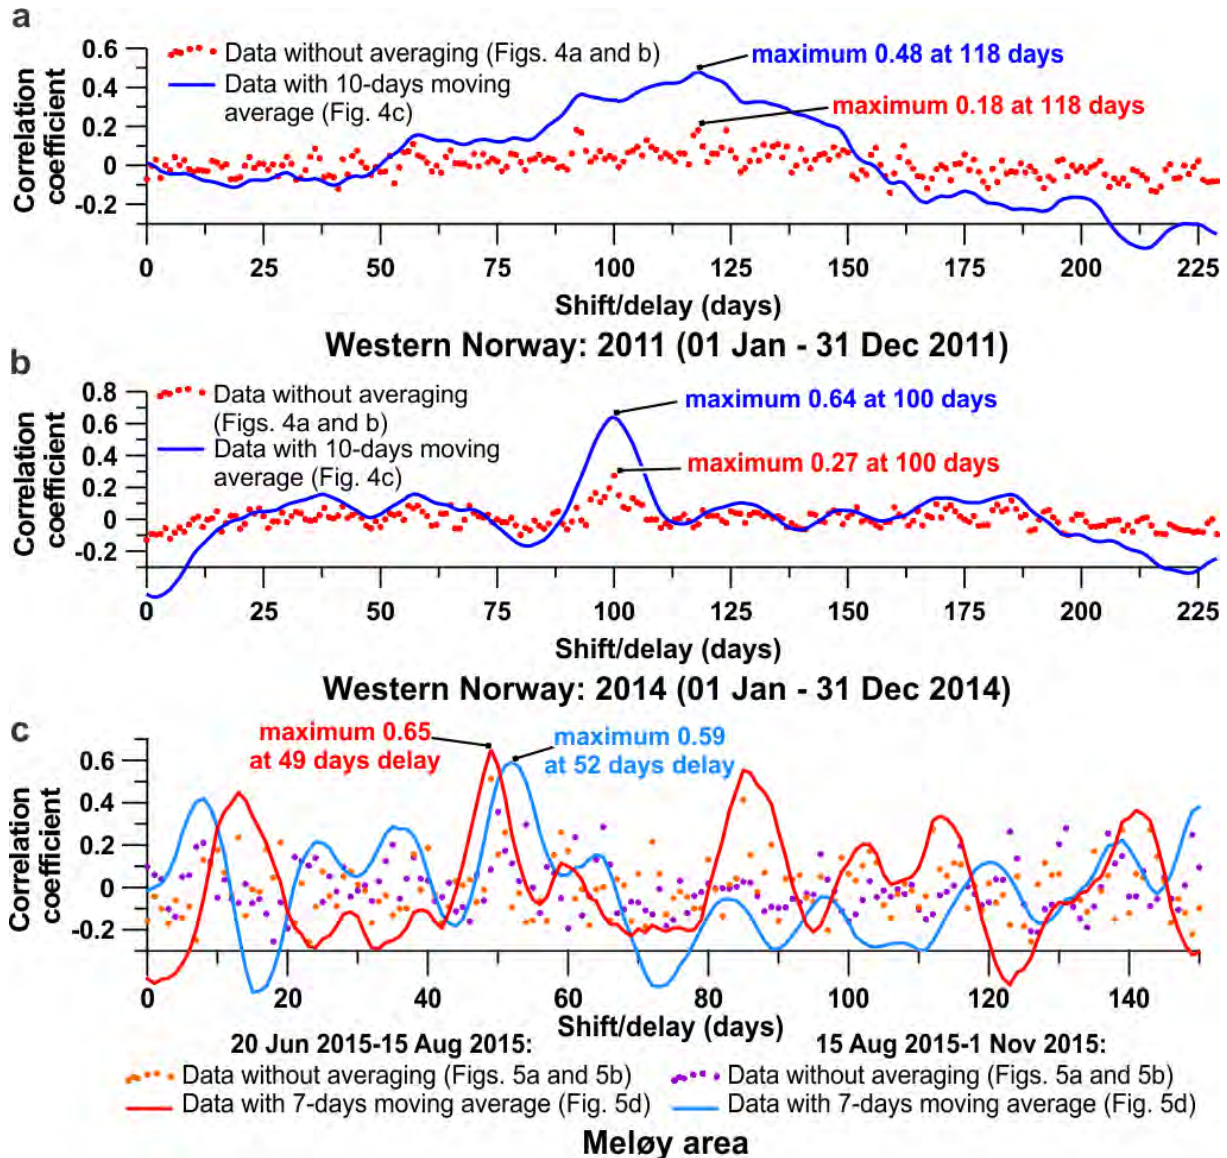 a
Correlation
coefficient
0.6
0.4
0.2
0
-0.2
Data without averaging (Figs. 4a and b)
Data with 10-days moving
average (Fig. 4c)
maximum 0.48 at 118 days
maximum 0.18 at 118 days
0 25 50 75 100 125 150 175 200 225
Shift/delay (days)
Western Norway: 2011 (01 Jan - 31 Dec 2011)
b
Correlation
coefficient
0.8
0.6
0.4
0.2
0
-0.2
Data without averaging
(Figs. 4a and b)
Data with 10-days moving
average (Fig. 4c)
maximum 0.64 at 100 days
maximum 0.27 at 100 days
0 25 50 75 100 125 150 175 200 225
Shift/delay (days)
Western Norway: 2014 (01 Jan - 31 Dec 2014)
c
Correlation
coefficient
0.6
0.4
0.2
0
-0.2
maximum 0.65
at 49 days delay
maximum 0.59
at 52 days delay
0 20 40 60 80 100 120 140
Shift/delay (days)
20 Jun 2015-15 Aug 2015:
Data without averaging (Figs. 5a and 5b)
Data with 7-days moving average (Fig. 5d)
15 Aug 2015-1 Nov 2015:
Data without averaging (Figs. 5a and 5b)
Data with 7-days moving average (Fig. 5d)
Meløy area